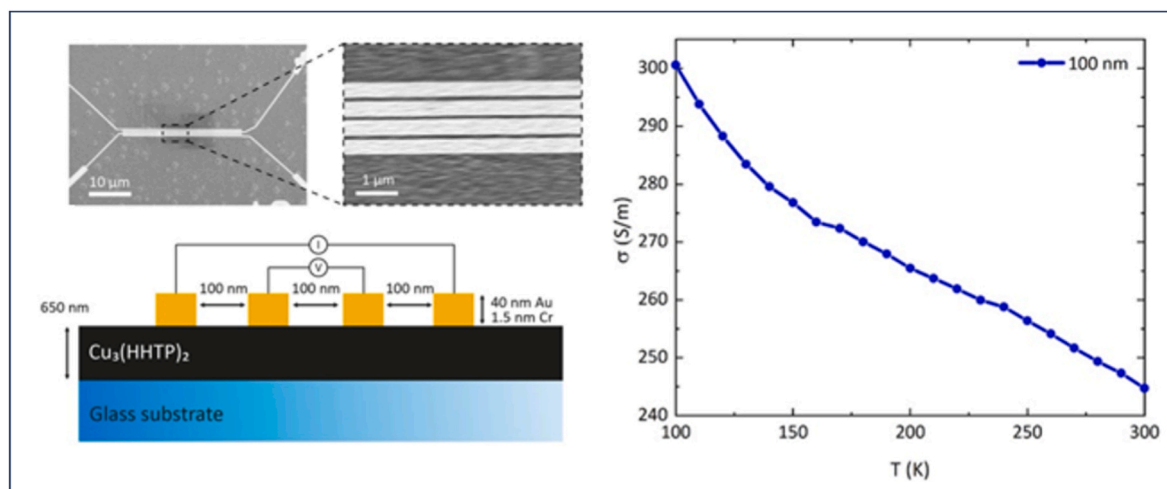 10 μm
1 μm
I
V
100 nm 100 nm 100 nm
650 nm
40 nm Au
1.5 nm Cr
Cu₃(HHTP)₂
Glass substrate
100 nm
300
290
280
270
260
250
240
σ (S/m)
100 150 200 250 300
T (K)